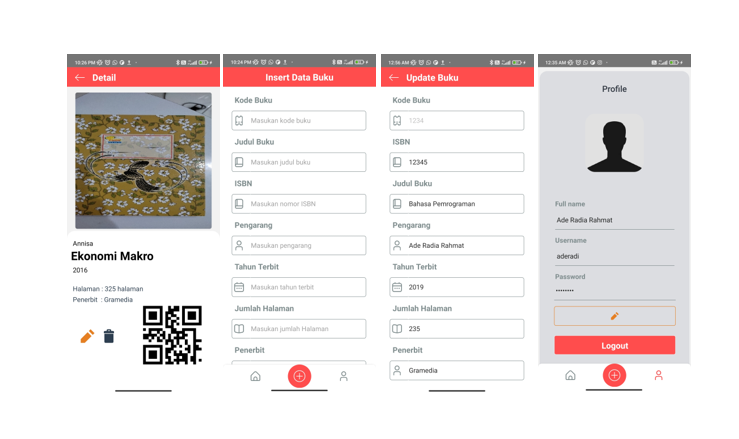 10:26 PM
Detail
Annisa
Ekonomi Makro
2016
Halaman : 325 halaman
Penerbit : Gramedia
10:24 PM
Insert Data Buku
Kode Buku
Masukan kode buku
Judul Buku
Masukan judul buku
ISBN
Masukan nomor ISBN
Pengarang
Masukan pengarang
Tahun Terbit
Masukan tahun terbit
Jumlah Halaman
Masukan jumlah Halaman
Penerbit
12:56 AM
Update Buku
Kode Buku
1234
ISBN
12345
Judul Buku
Bahasa Pemrograman
Pengarang
Ade Radia Rahmat
Tahun Terbit
2019
Jumlah Halaman
235
Penerbit
Gramedia
12:35 AM
Profile
Full name
Ade Radia Rahmat
Username
aderadi
Password
••••••••
Logout